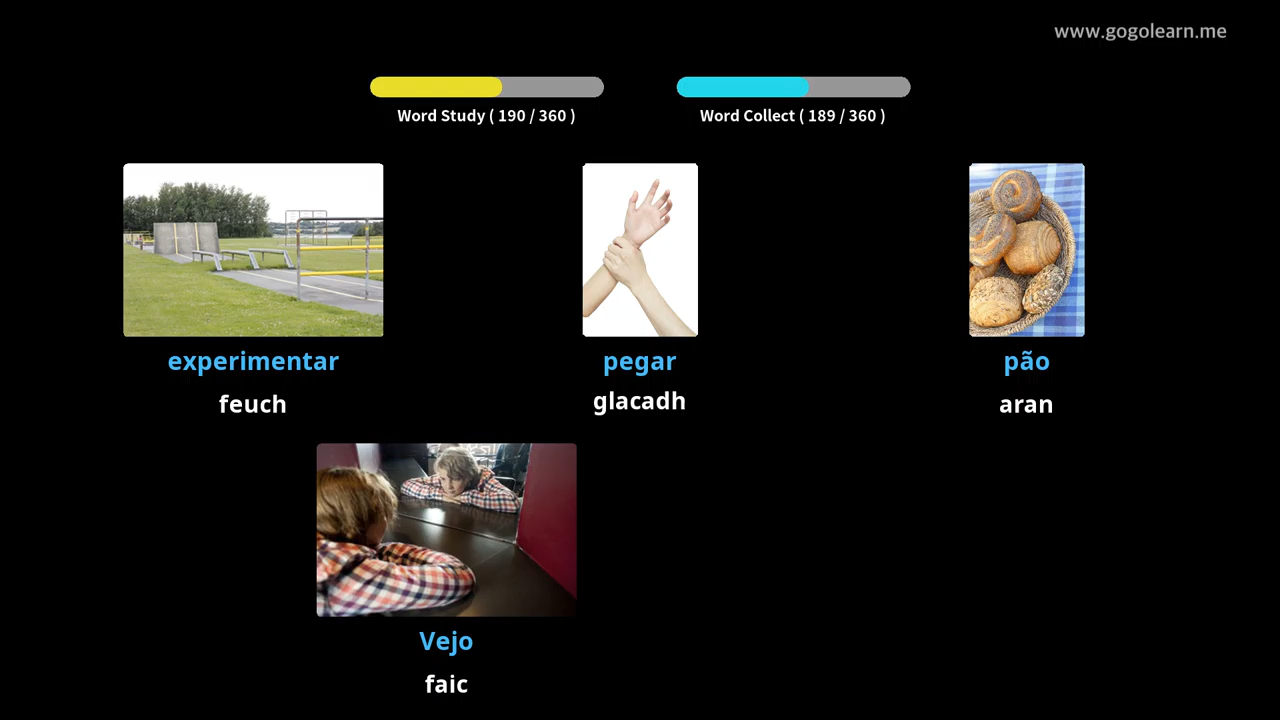 www.gogolearn.me
Word Study ( 190 / 360 )
Word Collect ( 189 / 360 )
experimentar
feuch
pegar
glacadh
pão
aran
Vejo
faic